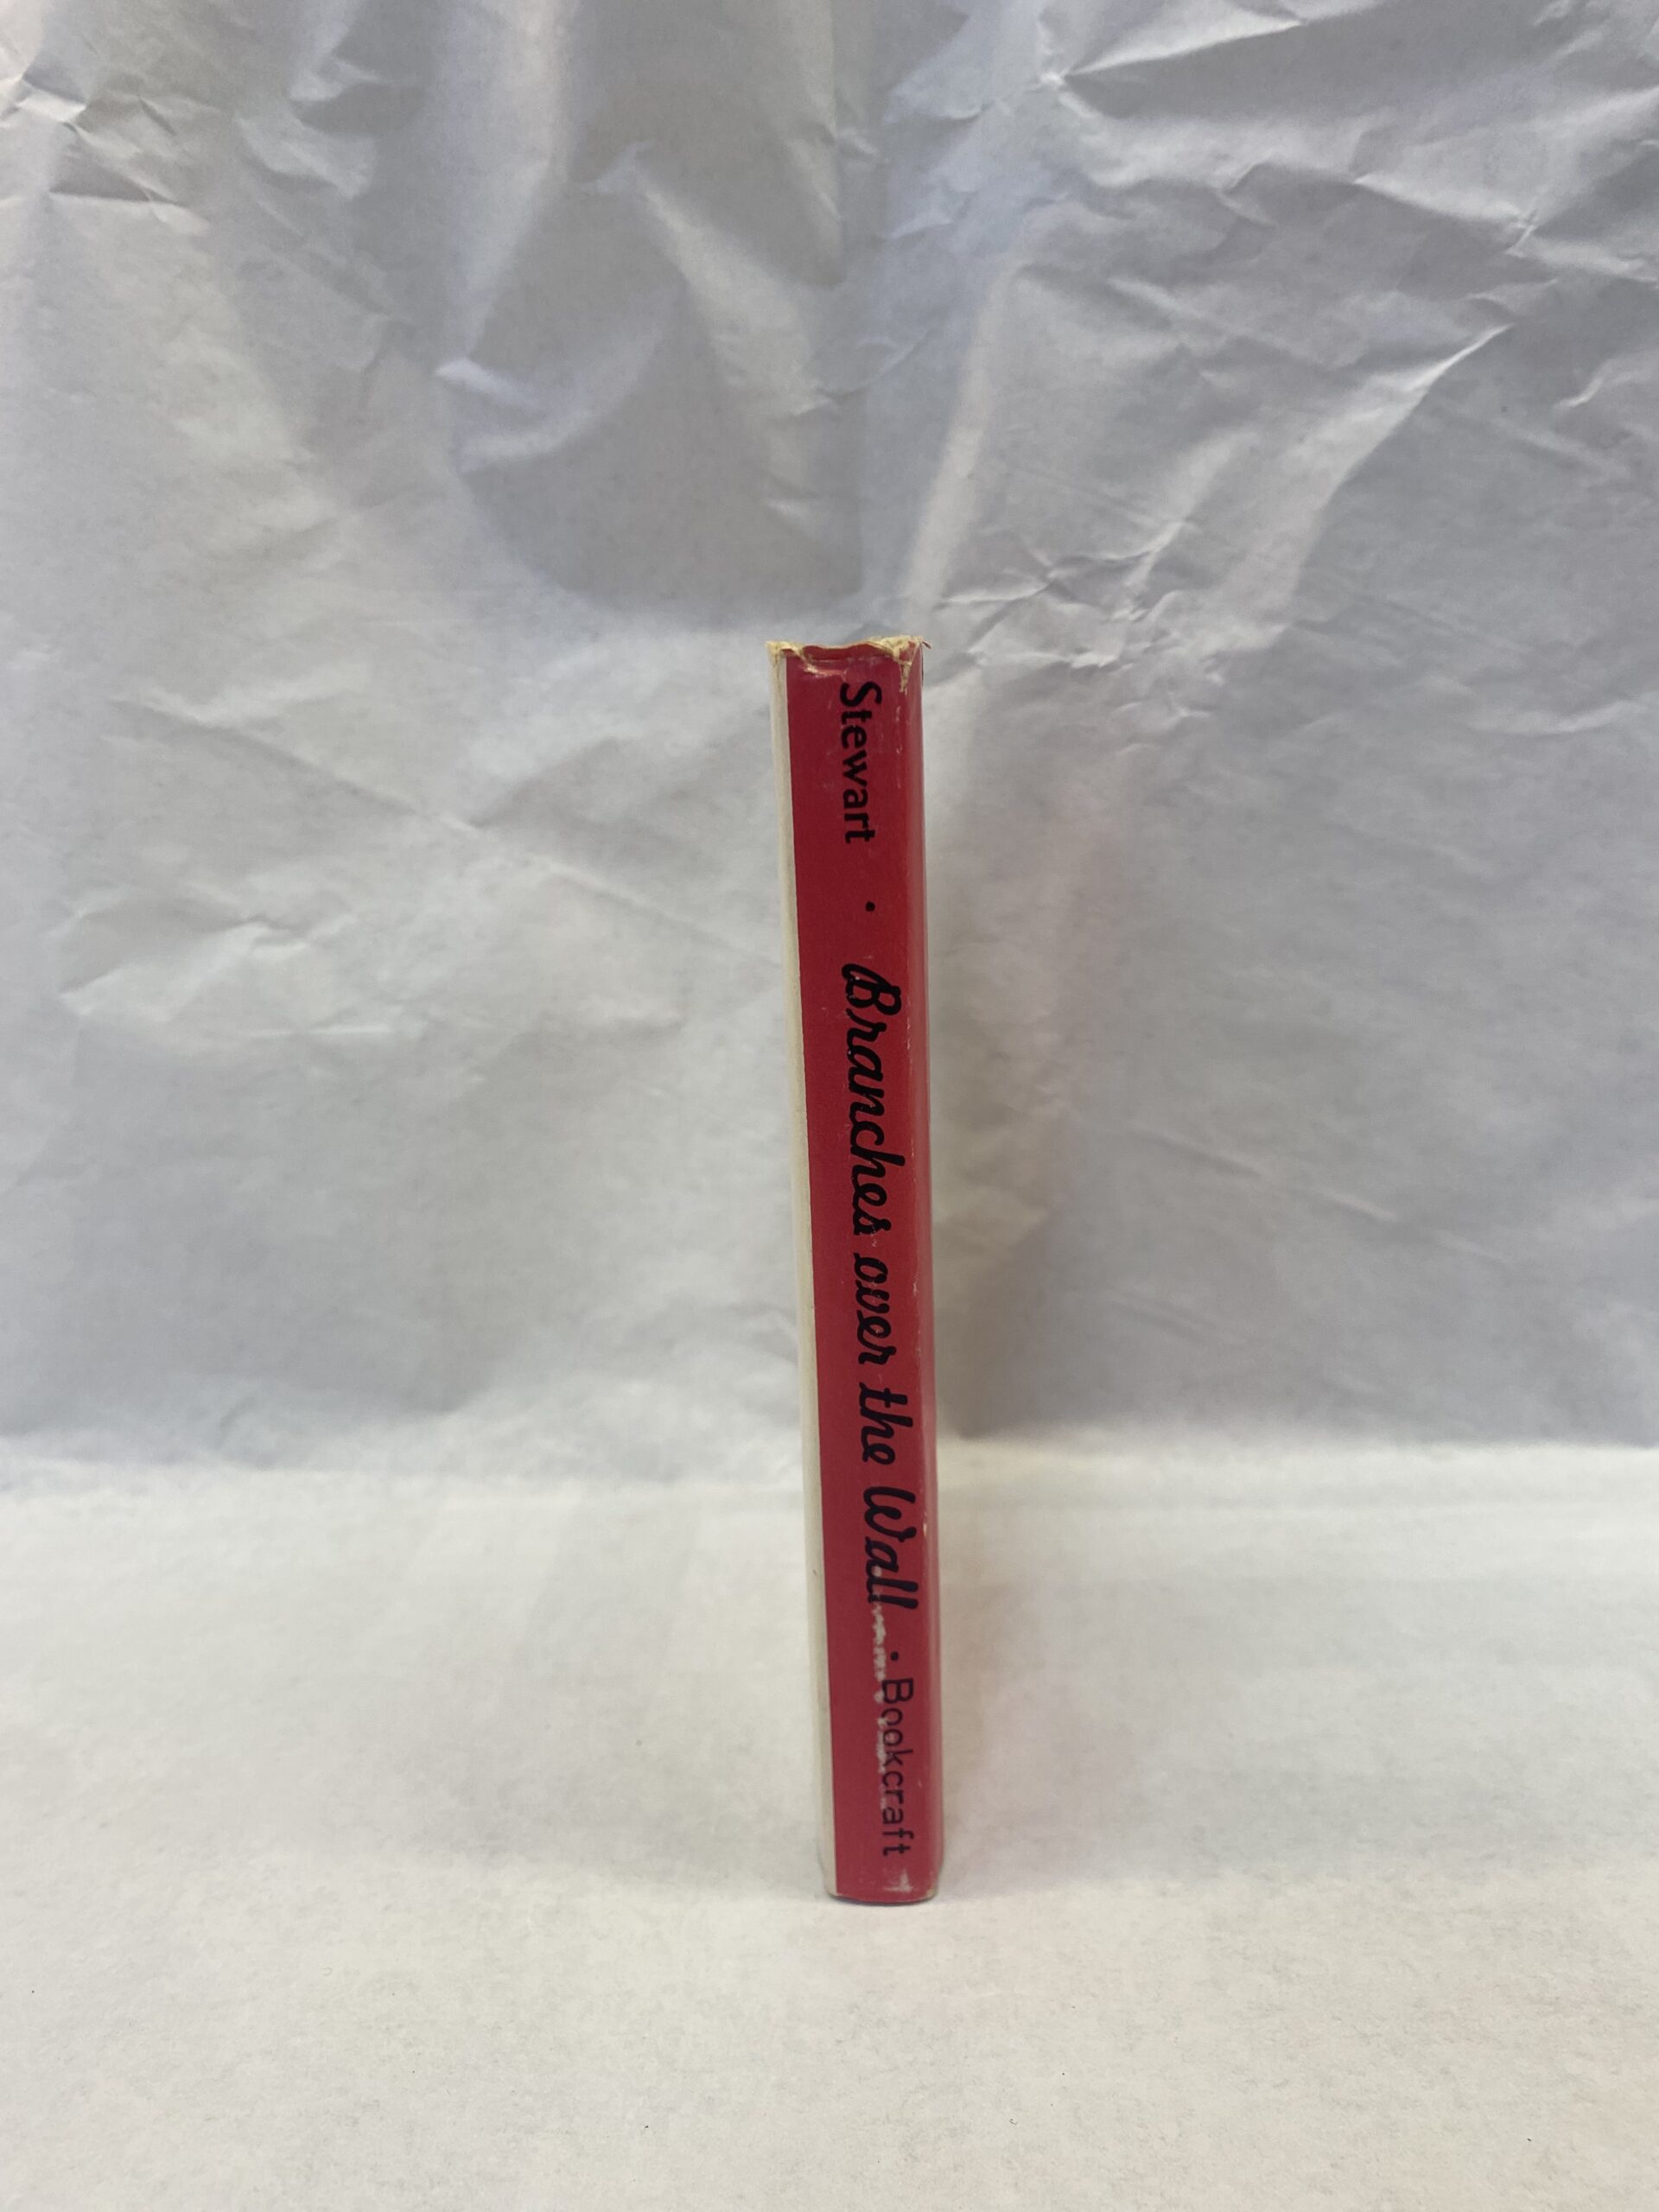 Stewart • Branches over the Wall • Bookcraft